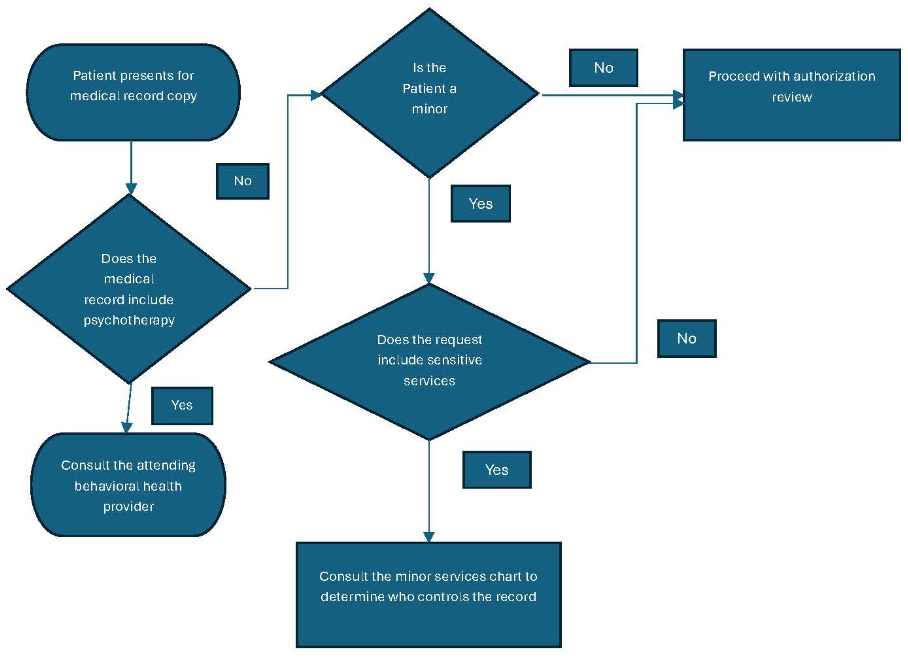 Patient presents for
medical record copy
No
Does the
medical
record include
psychotherapy
Yes
Consult the attending
behavioral health
provider
Is the
Patient a
minor
No
Proceed with authorization
review
Yes
Does the request
include sensitive
services
No
Yes
Consult the minor services chart to
determine who controls the record